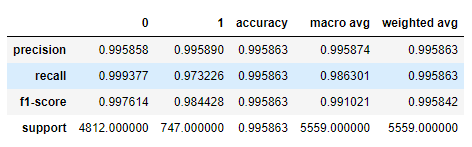 0 1 accuracy macro avg weighted avg
precision 0.995858 0.995890 0.995863 0.995874 0.995863
recall 0.999377 0.973226 0.995863 0.986301 0.995863
f1-score 0.997614 0.984428 0.995863 0.991021 0.995842
support 4812.000000 747.000000 0.995863 5559.000000 5559.000000